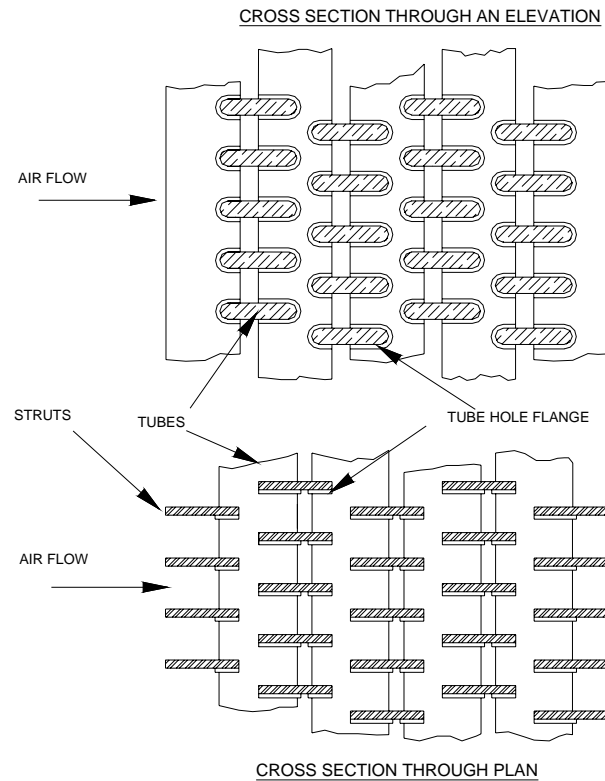 CROSS SECTION THROUGH AN ELEVATION
AIR FLOW
STRUTS
TUBES
TUBE HOLE FLANGE
AIR FLOW
CROSS SECTION THROUGH PLAN